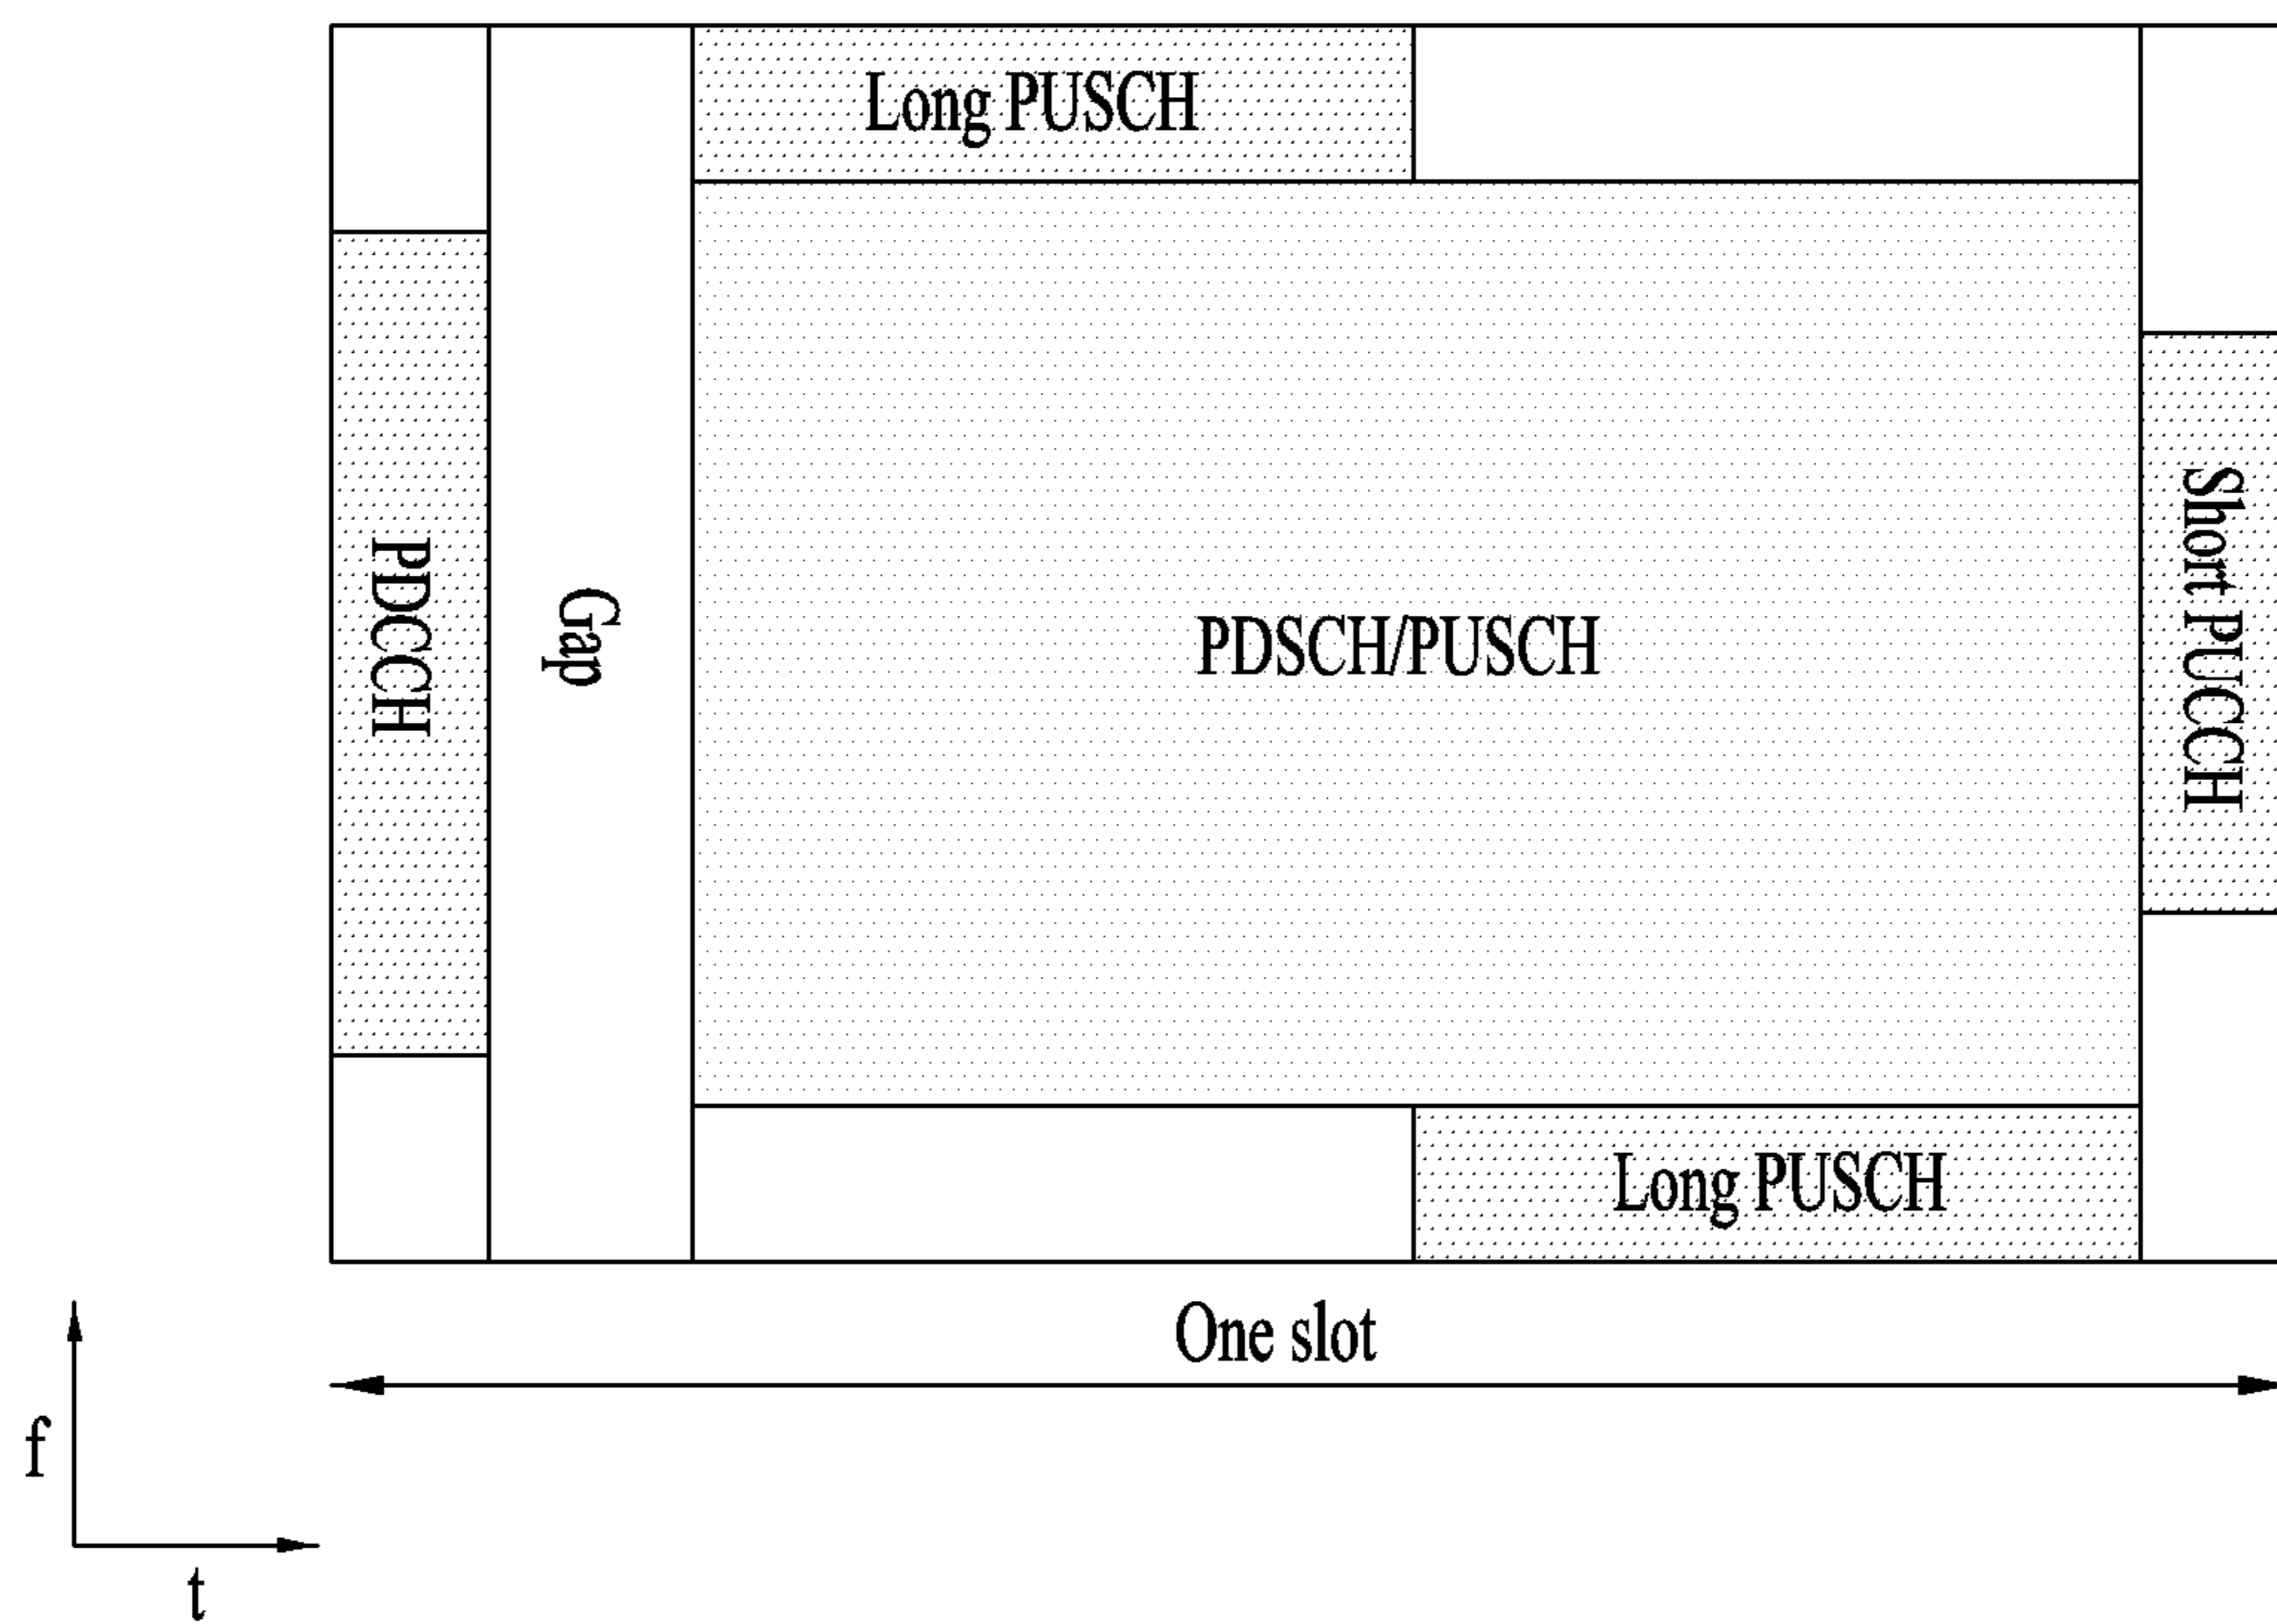 Long PUSCH
PDCCH
Gap
PDSCH/PUSCH
Short PUCCH
Long PUSCH
One slot
f
t